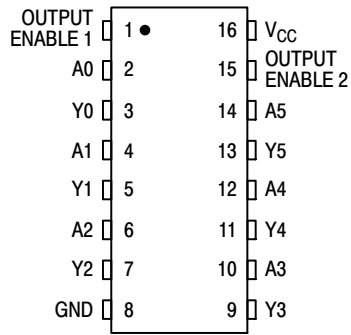 OUTPUT
ENABLE 1 1 16 VCC
A0 2 15 OUTPUT
ENABLE 2
Y0 3 14 A5
A1 4 13 Y5
Y1 5 12 A4
A2 6 11 Y4
Y2 7 10 A3
GND 8 9 Y3